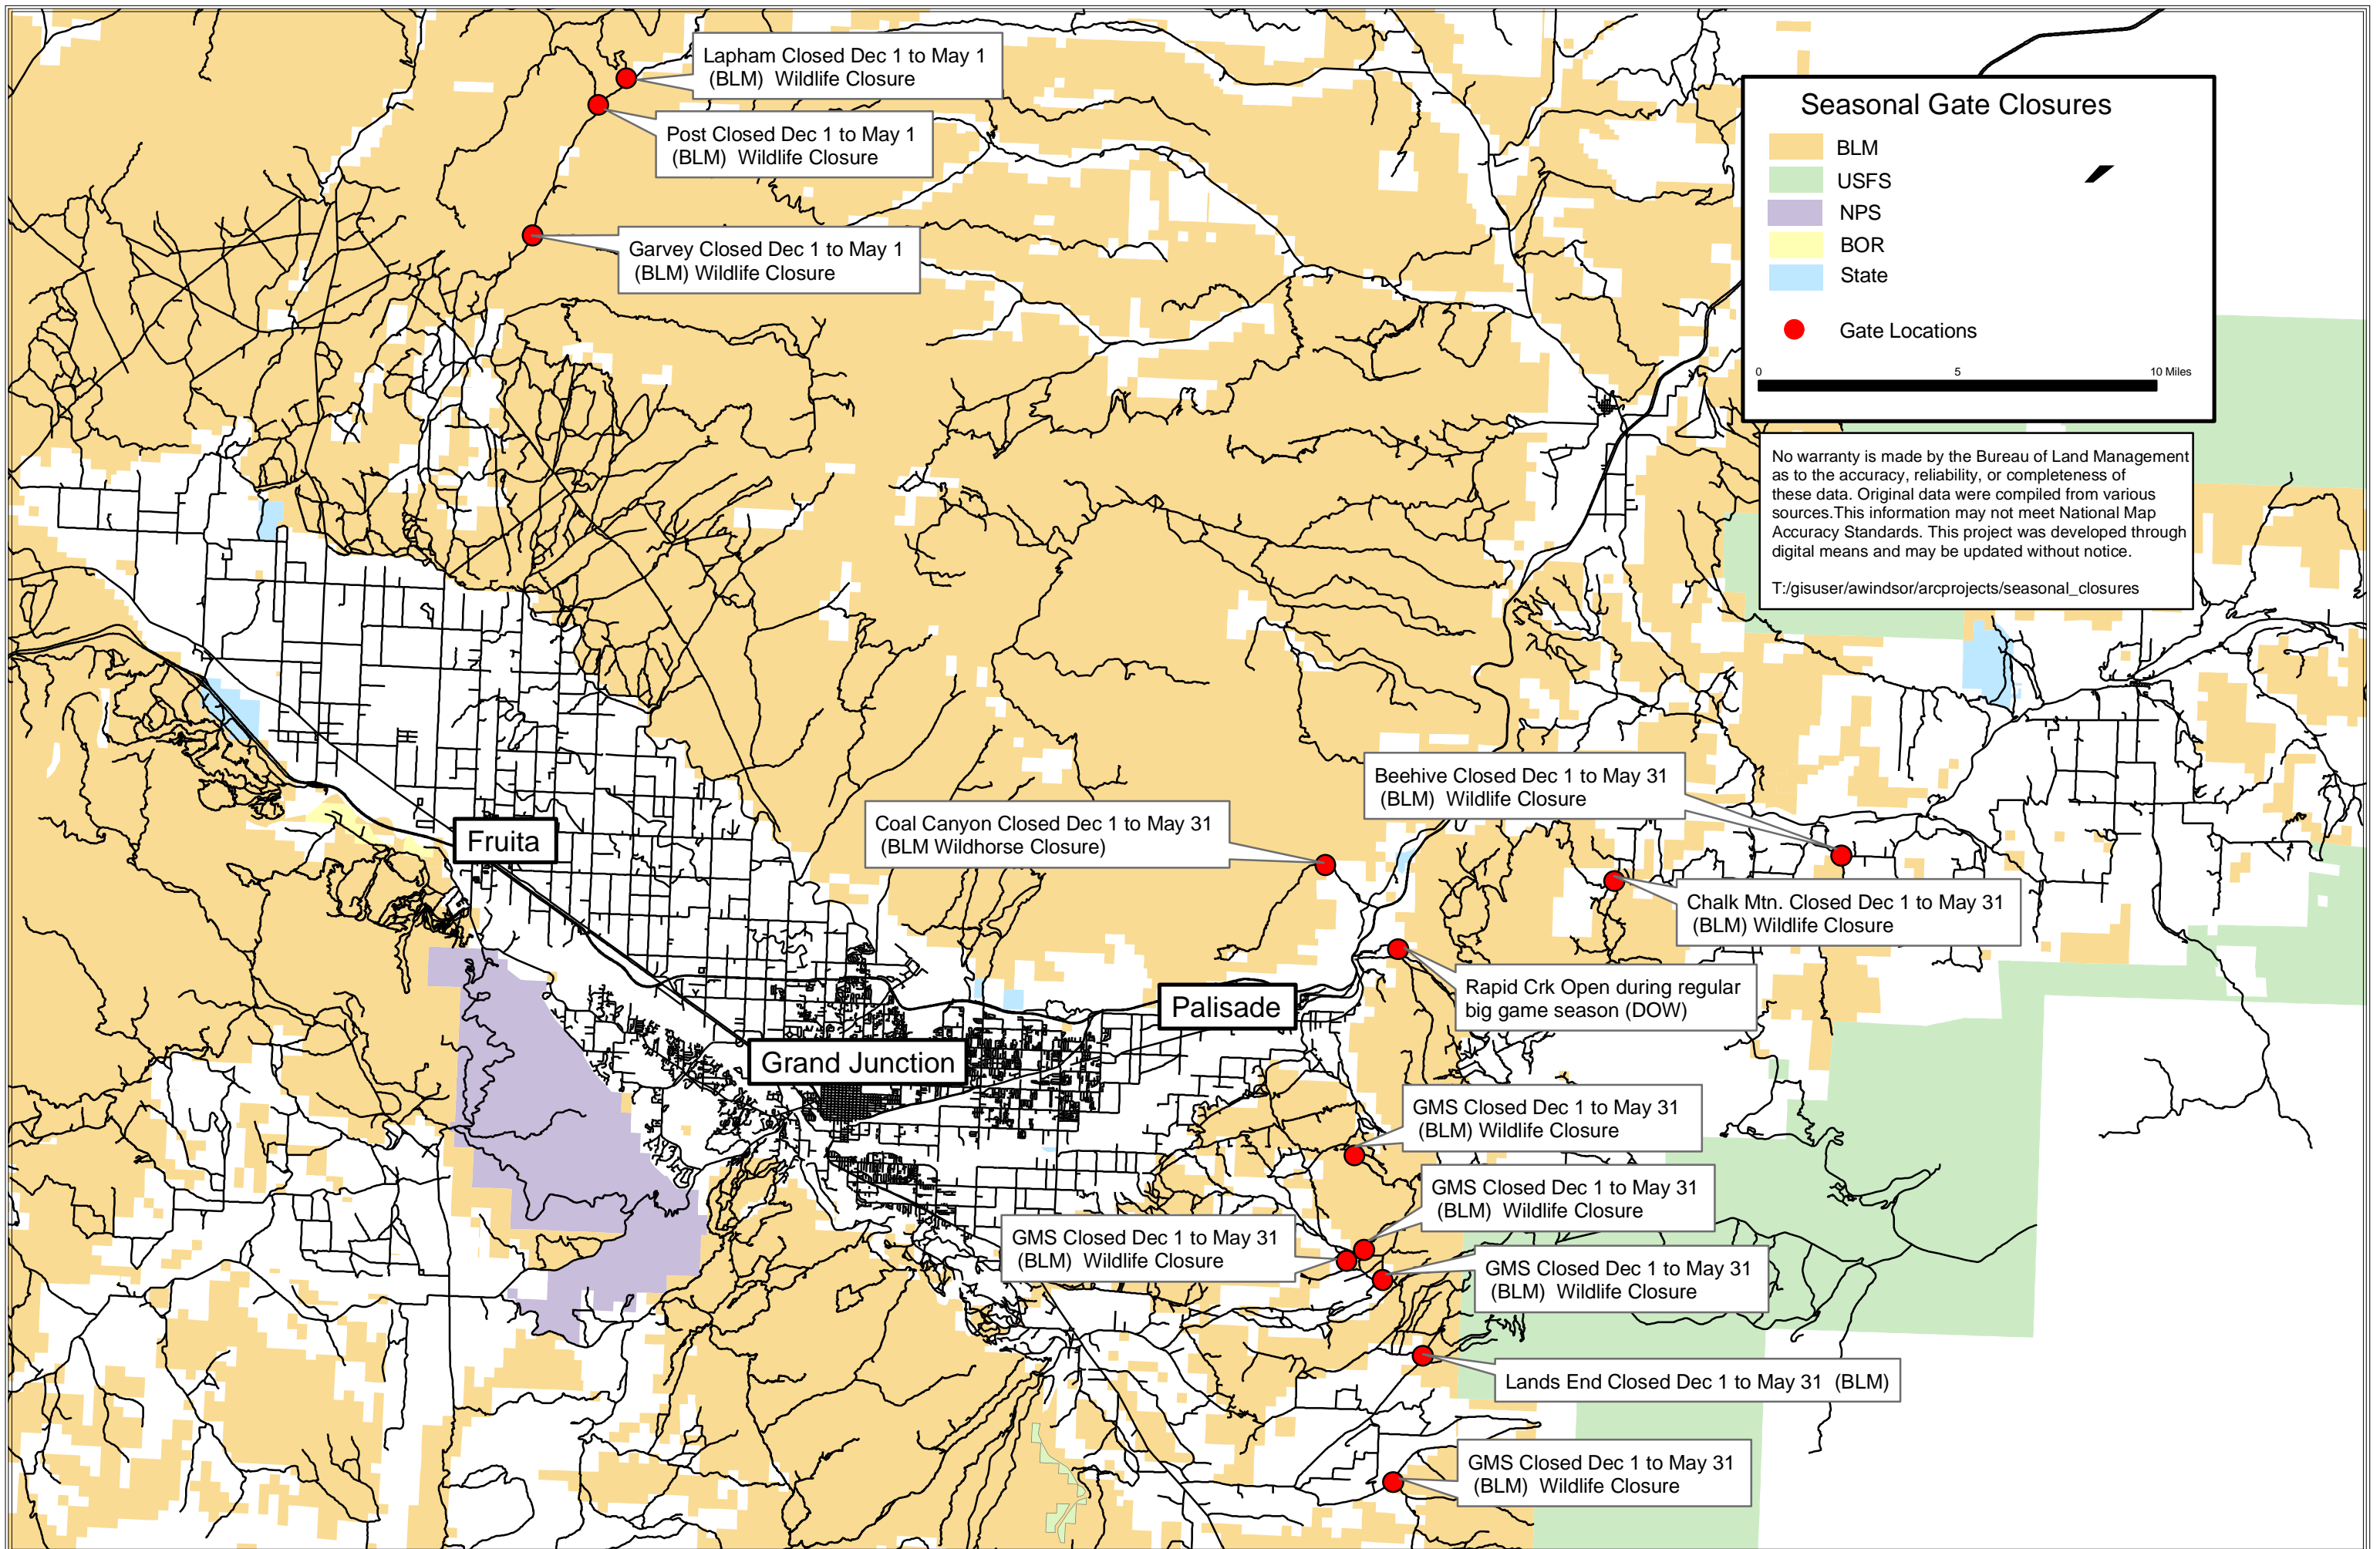 Lapham Closed Dec 1 to May 1
(BLM) Wildlife Closure
Post Closed Dec 1 to May 1
(BLM) Wildlife Closure
Garvey Closed Dec 1 to May 1
(BLM) Wildlife Closure
Seasonal Gate Closures
BLM
USFS
NPS
BOR
State
Gate Locations
0 5 10 Miles
No warranty is made by the Bureau of Land Management
as to the accuracy, reliability, or completeness of
these data. Original data were compiled from various
sources.This information may not meet National Map
Accuracy Standards. This project was developed through
digital means and may be updated without notice.
T:/gisuser/awindsor/arcprojects/seasonal_closures
Beehive Closed Dec 1 to May 31
(BLM) Wildlife Closure
Coal Canyon Closed Dec 1 to May 31
(BLM Wildhorse Closure)
Fruita
Chalk Mtn. Closed Dec 1 to May 31
(BLM) Wildlife Closure
Rapid Crk Open during regular
big game season (DOW)
Palisade
Grand Junction
GMS Closed Dec 1 to May 31
(BLM) Wildlife Closure
GMS Closed Dec 1 to May 31
(BLM) Wildlife Closure
GMS Closed Dec 1 to May 31
(BLM) Wildlife Closure
GMS Closed Dec 1 to May 31
(BLM) Wildlife Closure
Lands End Closed Dec 1 to May 31 (BLM)
GMS Closed Dec 1 to May 31
(BLM) Wildlife Closure